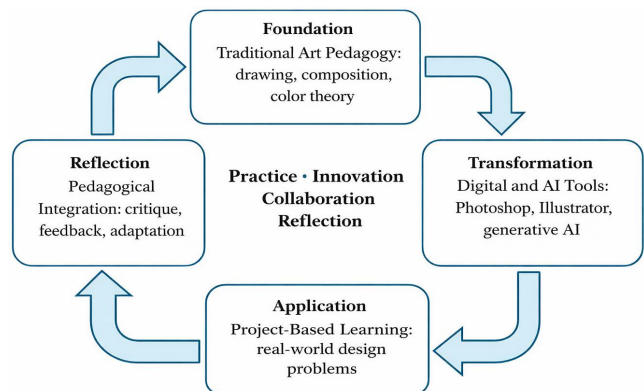 Foundation
Traditional Art Pedagogy:
drawing, composition,
color theory
Reflection
Pedagogical
Integration: critique,
feedback, adaptation
Practice • Innovation
Collaboration
Reflection
Transformation
Digital and AI Tools:
Photoshop, Illustrator,
generative AI
Application
Project-Based Learning:
real-world design
problems